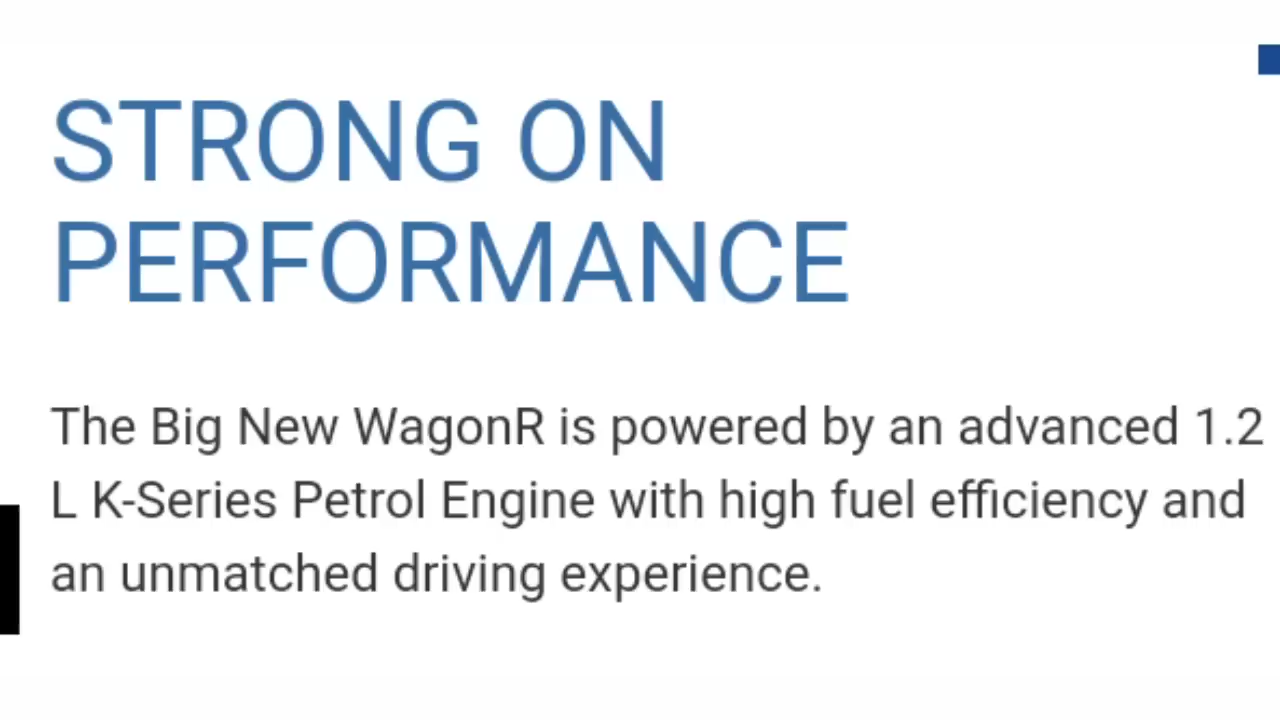 STRONG ON
PERFORMANCE
The Big New WagonR is powered by an advanced 1.2
L K-Series Petrol Engine with high fuel efficiency and
an unmatched driving experience.